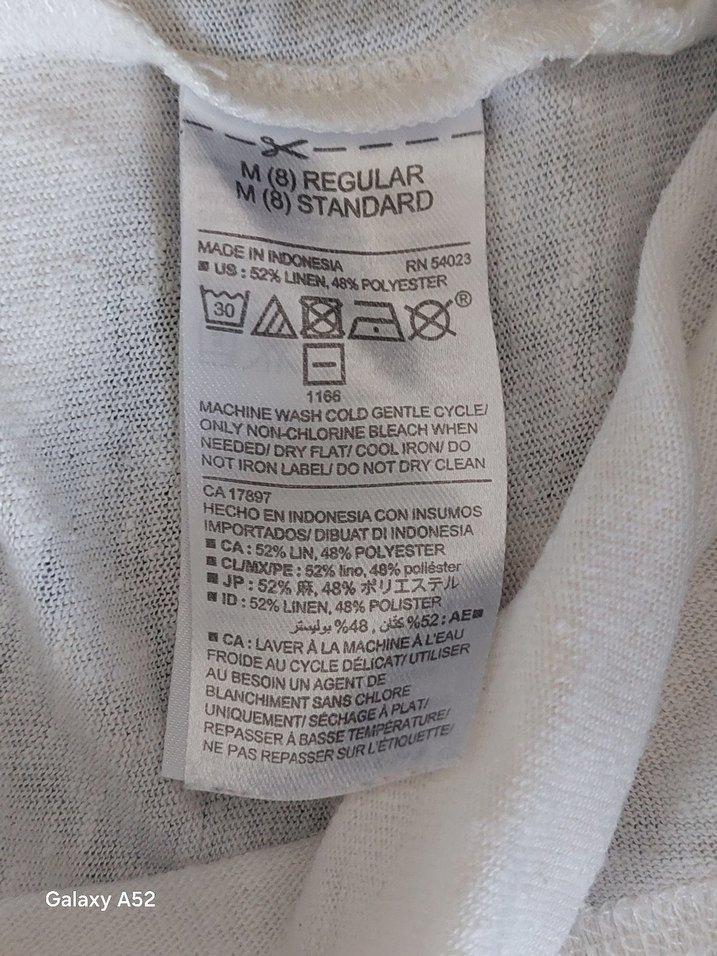 M (8) REGULAR
M (8) STANDARD
MADE IN INDONESIA RN 54023
US : 52% LINEN, 48% POLYESTER
30 ®
1166
MACHINE WASH COLD GENTLE CYCLE/
ONLY NON-CHLORINE BLEACH WHEN
NEEDED/ DRY FLAT/ COOL IRON/ DO
NOT IRON LABEL/ DO NOT DRY CLEAN
CA 17897
HECHO EN INDONESIA CON INSUMOS
IMPORTADOS/ DIBUAT DI INDONESIA
CA : 52% LIN, 48% POLYESTER
CL/MX/PE : 52% lino, 48% poliéster
JP : 52% 麻, 48% ポリエステル
ID : 52% LINEN, 48% POLISTER
AE : 52% كتّان , 48% بوليستر
CA : LAVER À LA MACHINE À L'EAU
FROIDE AU CYCLE DÉLICAT/ UTILISER
AU BESOIN UN AGENT DE
BLANCHIMENT SANS CHLORE
UNIQUEMENT/ SÉCHAGE À PLAT/
REPASSER À BASSE TEMPÉRATURE/
NE PAS REPASSER SUR L'ÉTIQUETTE/
Galaxy A52